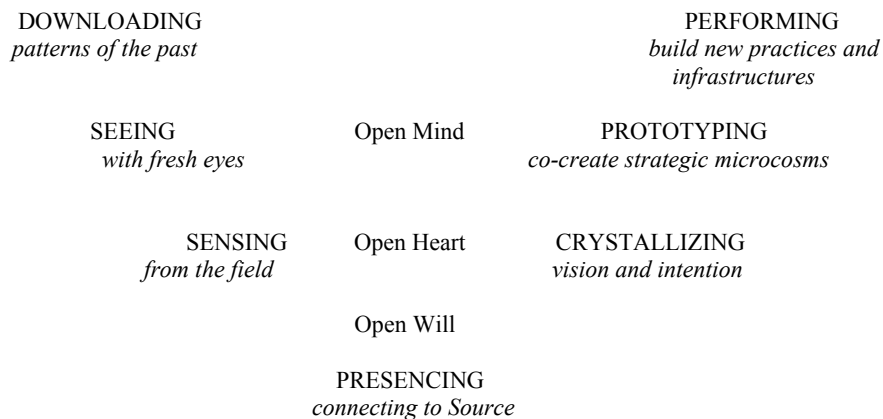 DOWNLOADING PERFORMING
patterns of the past build new practices and
infrastructures
SEEING Open Mind PROTOTYPING
with fresh eyes co-create strategic microcosms
SENSING Open Heart CRYSTALLIZING
from the field vision and intention
Open Will
PRESENCING
connecting to Source